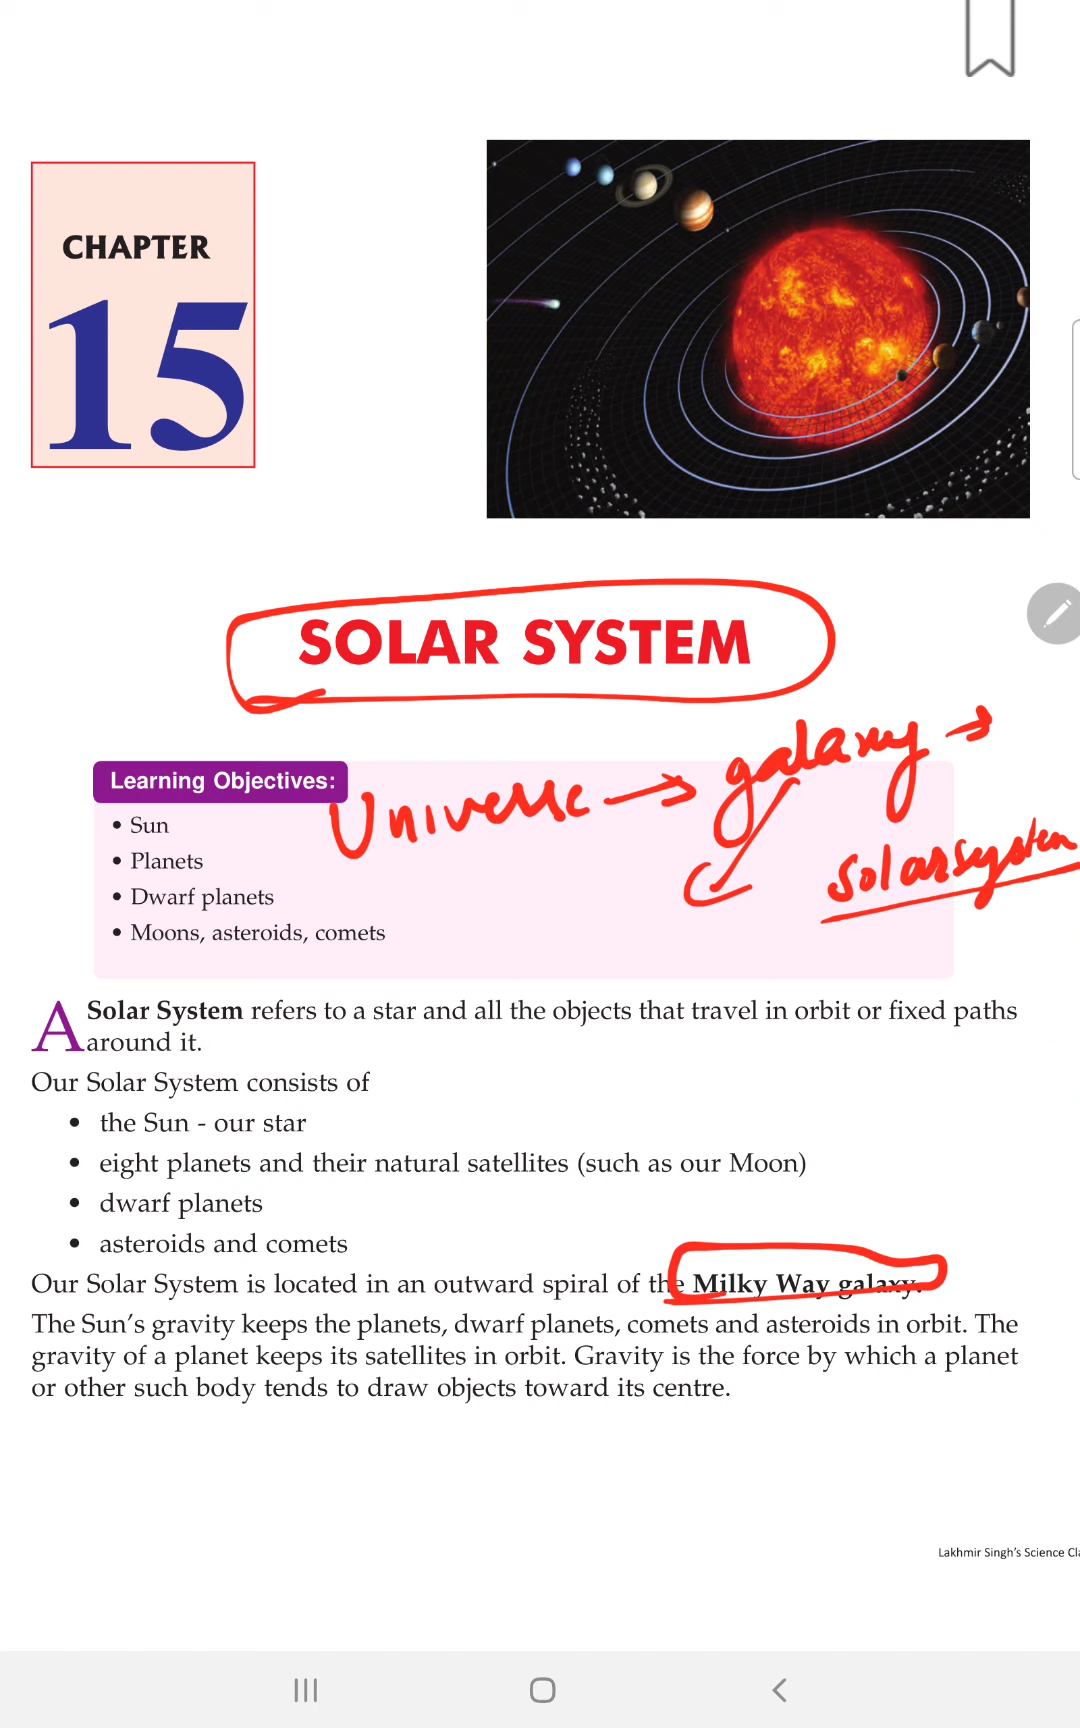 CHAPTER
15
SOLAR SYSTEM
Universe → galaxy →
solar system
Learning Objectives:
• Sun
• Planets
• Dwarf planets
• Moons, asteroids, comets
A Solar System refers to a star and all the objects that travel in orbit or fixed paths
around it.
Our Solar System consists of
• the Sun - our star
• eight planets and their natural satellites (such as our Moon)
• dwarf planets
• asteroids and comets
Our Solar System is located in an outward spiral of the Milky Way galaxy.
The Sun's gravity keeps the planets, dwarf planets, comets and asteroids in orbit. The
gravity of a planet keeps its satellites in orbit. Gravity is the force by which a planet
or other such body tends to draw objects toward its centre.
Lakhmir Singh's Science